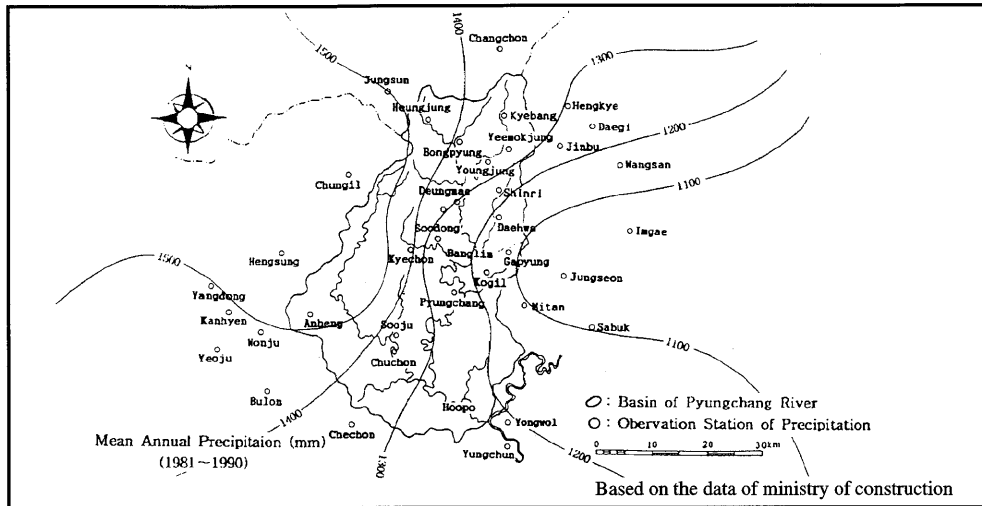 1400
Changchon
1500
1300
Jungsun
Hengkye
Heungjung
Kyebang
Daegi
1200
Yeemokjung
Bongpyung
Jinbu
Youngjung
Wangsan
Chungil
1100
Deungmae
Shinri
Soodong
Daehwa
Imgae
Banglim
Hengsung
Kyechon
Gapyung
1500
Kogil
Jungseon
Yangdong
Pyungchang
Mitan
Kanhyen
Anheng
Sooju
Sabuk
Wonju
1100
Yeoju
Chuchon
Bulon
: Basin of Pyungchang River
Hoopo
1400
Yongwol
: Obervation Station of Precipitation
Chechon
Mean Annual Precipitaion (mm)
Yungchun
0 10 20 30km
(1981~1990)
1300
1200
Based on the data of ministry of construction